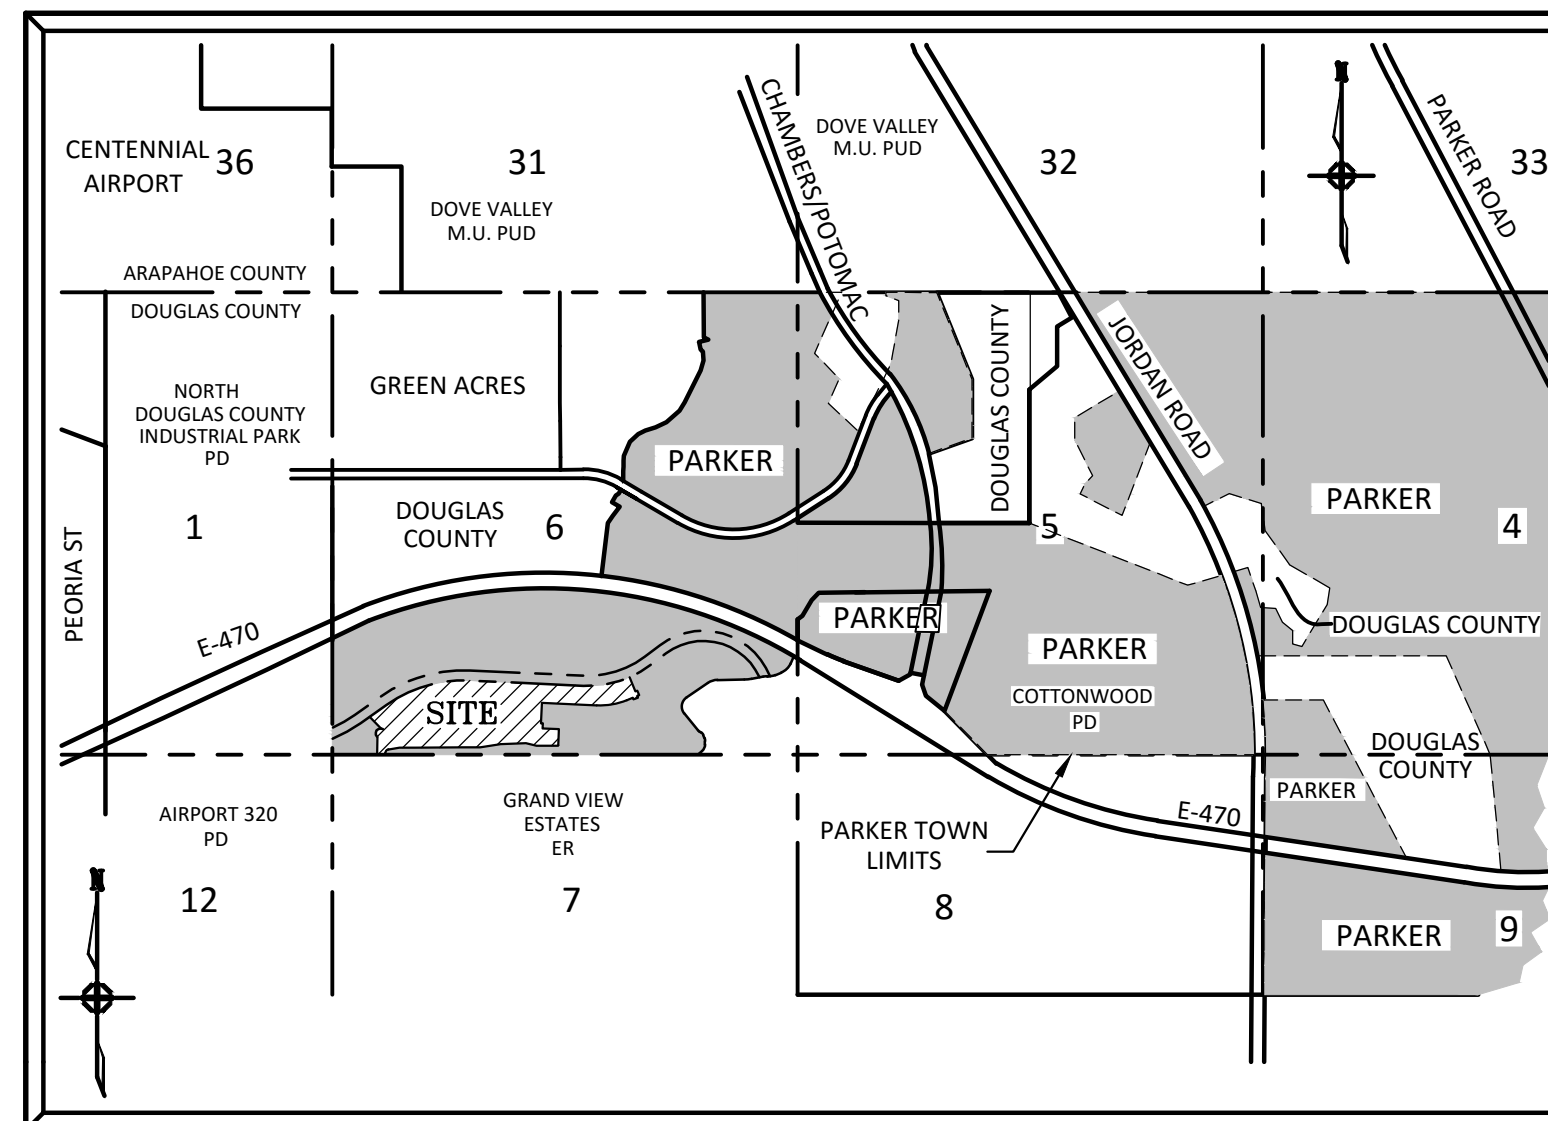 N
PARKER ROAD
CHAMBERS/POTOMAC
DOVE VALLEY
M.U. PUD
CENTENNIAL
AIRPORT
36
31
32
33
DOVE VALLEY
M.U. PUD
ARAPAHOE COUNTY
DOUGLAS COUNTY
JORDAN ROAD
DOUGLAS COUNTY
GREEN ACRES
NORTH
DOUGLAS COUNTY
INDUSTRIAL PARK
PD
PARKER
PARKER
DOUGLAS
COUNTY
1
6
5
4
PEORIA ST
E-470
PARKER
DOUGLAS COUNTY
PARKER
COTTONWOOD
PD
SITE
DOUGLAS
COUNTY
PARKER
GRAND VIEW
ESTATES
ER
AIRPORT 320
PD
E-470
PARKER TOWN
LIMITS
N
12
7
8
PARKER
9